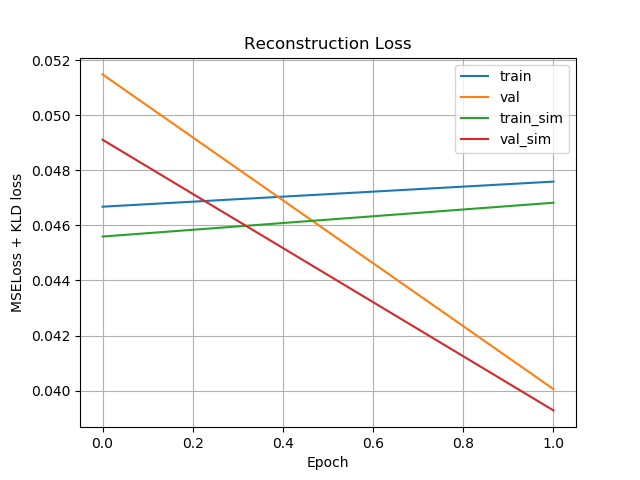 Reconstruction Loss
MSELoss + KLD loss
0.052
0.050
0.048
0.046
0.044
0.042
0.040
train
val
train_sim
val_sim
0.0 0.2 0.4 0.6 0.8 1.0
Epoch